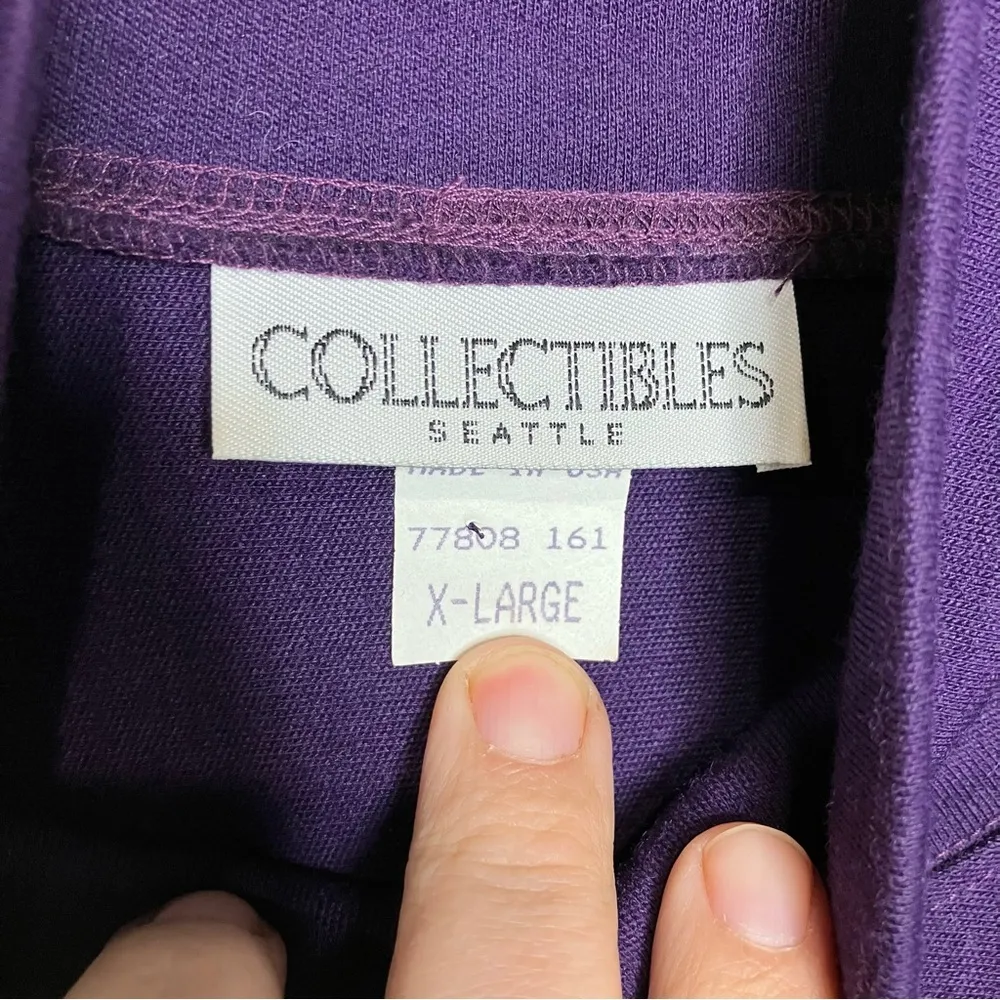 COLLECTIBLES
SEATTLE
MADE IN USA
77808 161
X-LARGE